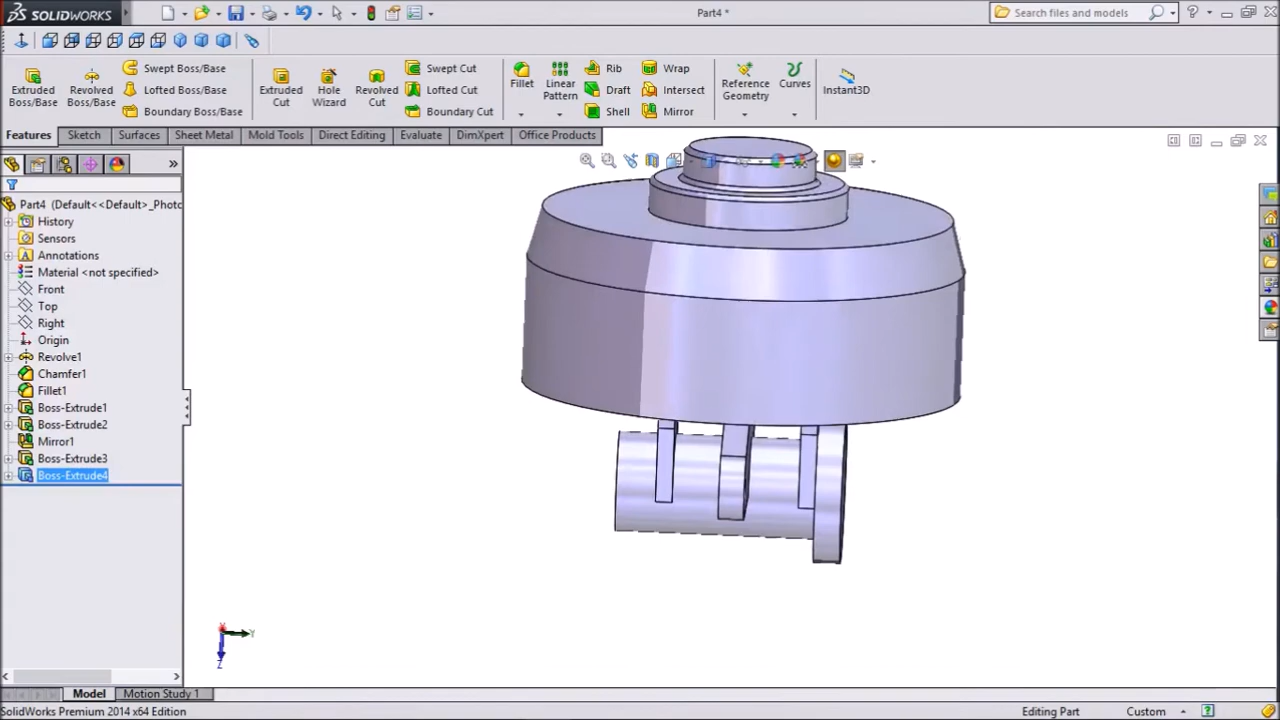 SOLIDWORKS
Part4 *
Search files and models
Extruded Boss/Base
Revolved Boss/Base
Swept Boss/Base
Lofted Boss/Base
Boundary Boss/Base
Extruded Cut
Hole Wizard
Revolved Cut
Swept Cut
Lofted Cut
Boundary Cut
Fillet
Linear Pattern
Rib
Draft
Shell
Wrap
Intersect
Mirror
Reference Geometry
Curves
Instant3D
Features
Sketch
Surfaces
Sheet Metal
Mold Tools
Direct Editing
Evaluate
DimXpert
Office Products
Part4 (Default<<Default>_Photo
History
Sensors
Annotations
Material <not specified>
Front
Top
Right
Origin
Revolve1
Chamfer1
Fillet1
Boss-Extrude1
Boss-Extrude2
Mirror1
Boss-Extrude3
Boss-Extrude4
Y
Z
Model
Motion Study 1
SolidWorks Premium 2014 x64 Edition
Editing Part
Custom